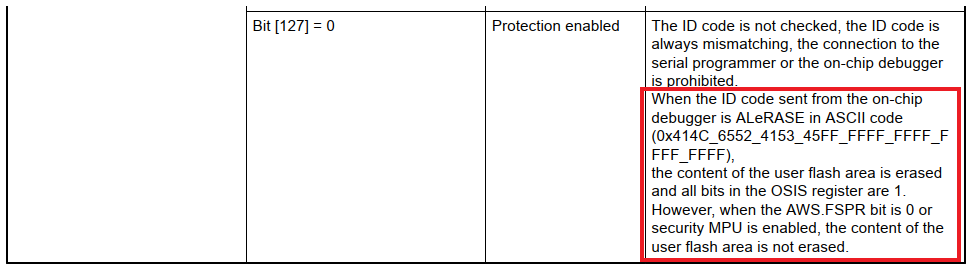 Bit [127] = 0
Protection enabled
The ID code is not checked, the ID code is
always mismatching, the connection to the
serial programmer or the on-chip debugger
is prohibited.
When the ID code sent from the on-chip
debugger is ALeRASE in ASCII code
(0x414C_6552_4153_45FF_FFFF_FFFF_F
FFF_FFFF),
the content of the user flash area is erased
and all bits in the OSIS register are 1.
However, when the AWS.FSPR bit is 0 or
security MPU is enabled, the content of the
user flash area is not erased.